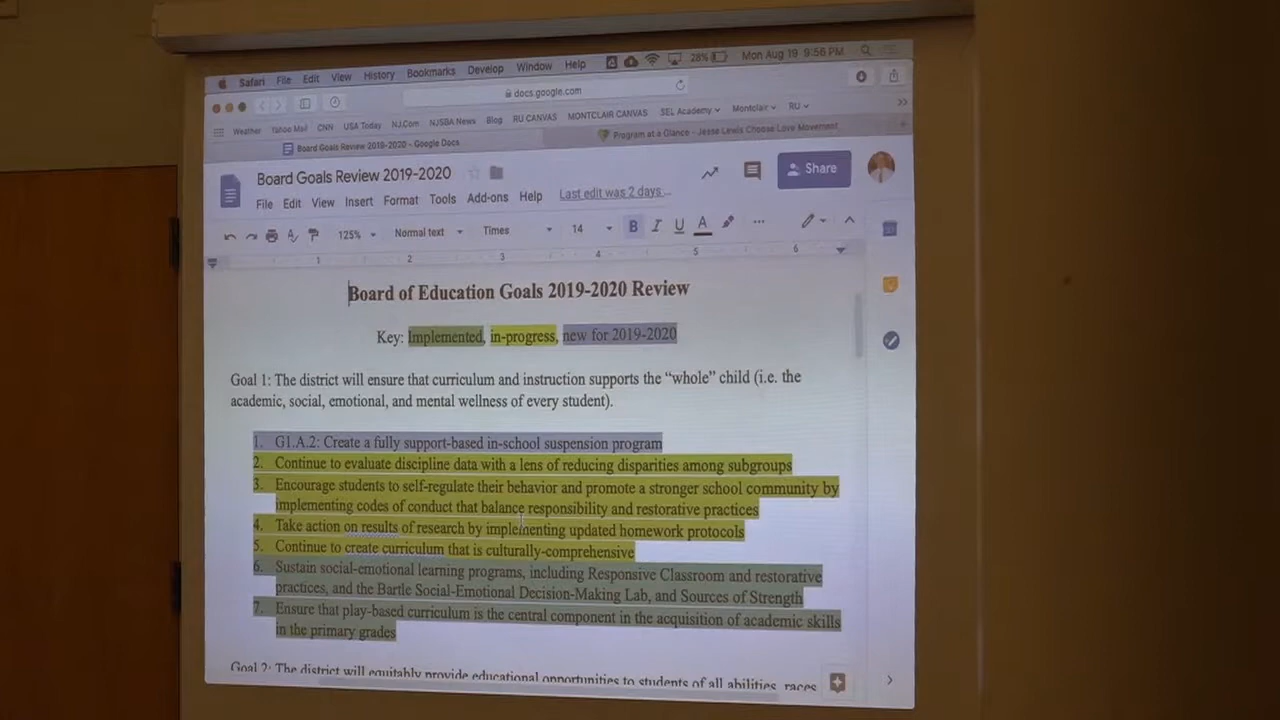 Safari File Edit View History Bookmarks Develop Window Help 28% Mon Aug 19 9:56 PM
docs.google.com
Weather Yahoo Mail CNN USA Today NJ.Com NJSBA News Blog RU CANVAS MONTCLAIR CANVAS SEL Academy Montclair RU
Board Goals Review 2019-2020 - Google Docs Program at a Glance - Jesse Lewis Choose Love Movement
Board Goals Review 2019-2020
Share
File Edit View Insert Format Tools Add-ons Help Last edit was 2 days ...
125% Normal text Times 14 B I U A
1 2 3 4 5 6
Board of Education Goals 2019-2020 Review
Key: Implemented, in-progress, new for 2019-2020
Goal 1: The district will ensure that curriculum and instruction supports the “whole” child (i.e. the
academic, social, emotional, and mental wellness of every student).
1. G1.A.2: Create a fully support-based in-school suspension program
2. Continue to evaluate discipline data with a lens of reducing disparities among subgroups
3. Encourage students to self-regulate their behavior and promote a stronger school community by
implementing codes of conduct that balance responsibility and restorative practices
4. Take action on results of research by implementing updated homework protocols
5. Continue to create curriculum that is culturally-comprehensive
6. Sustain social-emotional learning programs, including Responsive Classroom and restorative
practices, and the Bartle Social-Emotional Decision-Making Lab, and Sources of Strength
7. Ensure that play-based curriculum is the central component in the acquisition of academic skills
in the primary grades
Goal 2: The district will equitably provide educational opportunities to students of all abilities, races